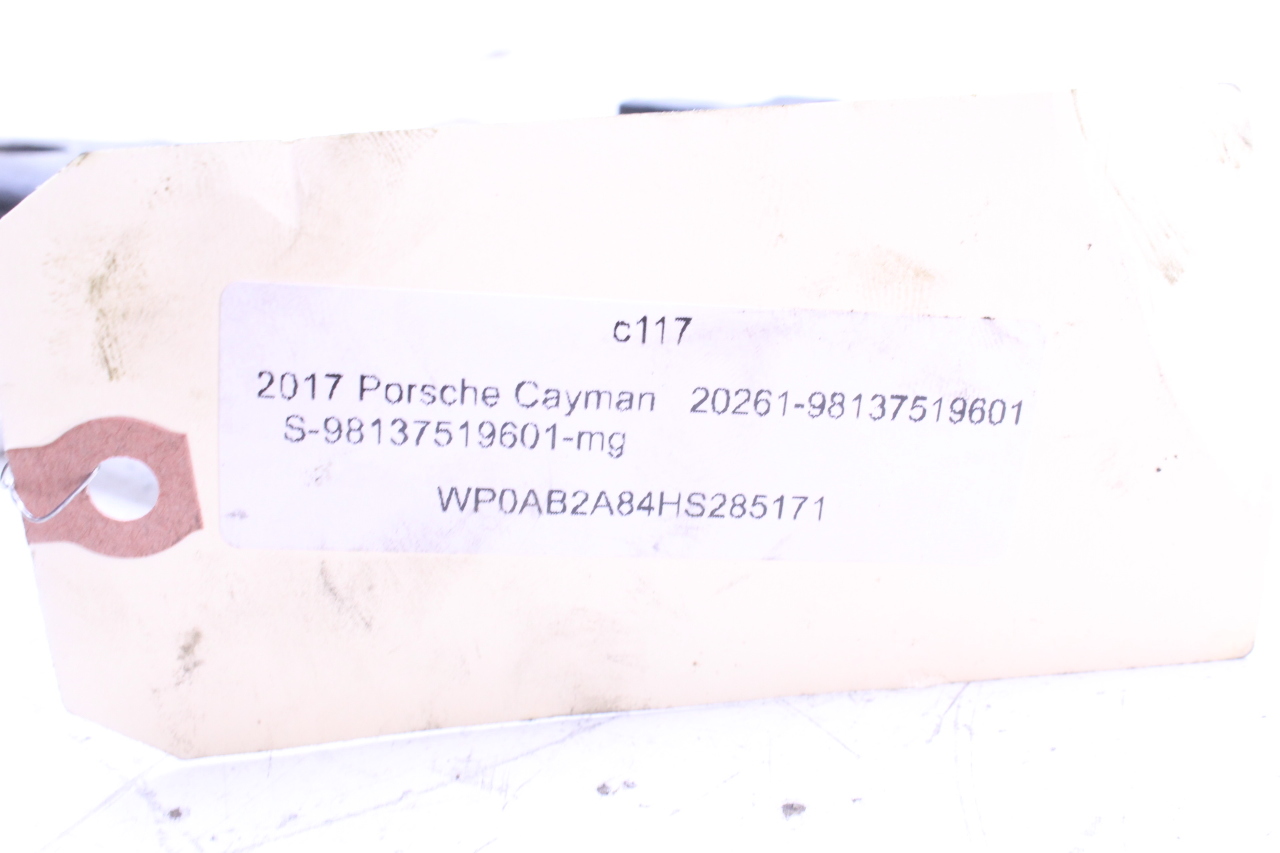 c117
2017 Porsche Cayman 20261-98137519601
S-98137519601-mg
WP0AB2A84HS285171